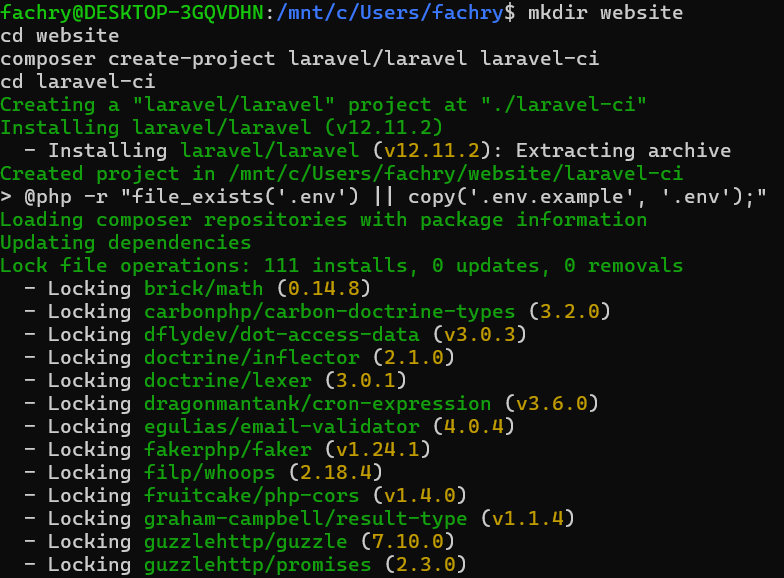 fachry@DESKTOP-3GQVDHN:/mnt/c/Users/fachry$ mkdir website
cd website
composer create-project laravel/laravel laravel-ci
cd laravel-ci
Creating a "laravel/laravel" project at "./laravel-ci"
Installing laravel/laravel (v12.11.2)
  - Installing laravel/laravel (v12.11.2): Extracting archive
Created project in /mnt/c/Users/fachry/website/laravel-ci
> @php -r "file_exists('.env') || copy('.env.example', '.env');"
Loading composer repositories with package information
Updating dependencies
Lock file operations: 111 installs, 0 updates, 0 removals
  - Locking brick/math (0.14.8)
  - Locking carbonphp/carbon-doctrine-types (3.2.0)
  - Locking dflydev/dot-access-data (v3.0.3)
  - Locking doctrine/inflector (2.1.0)
  - Locking doctrine/lexer (3.0.1)
  - Locking dragonmantank/cron-expression (v3.6.0)
  - Locking egulias/email-validator (4.0.4)
  - Locking fakerphp/faker (v1.24.1)
  - Locking filp/whoops (2.18.4)
  - Locking fruitcake/php-cors (v1.4.0)
  - Locking graham-campbell/result-type (v1.1.4)
  - Locking guzzlehttp/guzzle (7.10.0)
  - Locking guzzlehttp/promises (2.3.0)